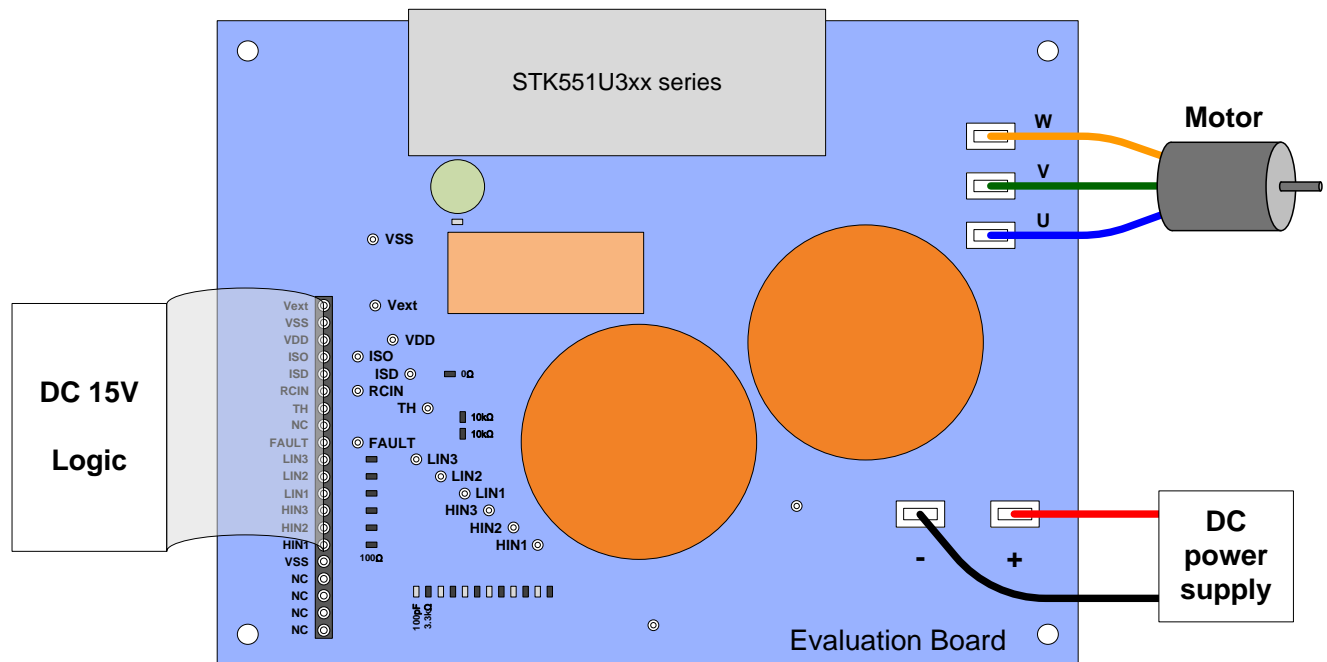 STK551U3xx series
W
Motor
V
U
VSS
Vext
Vext
VSS
VDD
VDD
ISO
ISO
ISD
ISD
0Ω
RCIN
RCIN
TH
TH
10kΩ
NC
10kΩ
FAULT
FAULT
LIN3
LIN3
LIN2
LIN2
LIN1
LIN1
HIN3
HIN3
HIN2
HIN2
HIN1
HIN1
100Ω
VSS
NC
NC
NC
NC
100pF
3.3kΩ
DC 15V
Logic
-
+
DC
power
supply
Evaluation Board